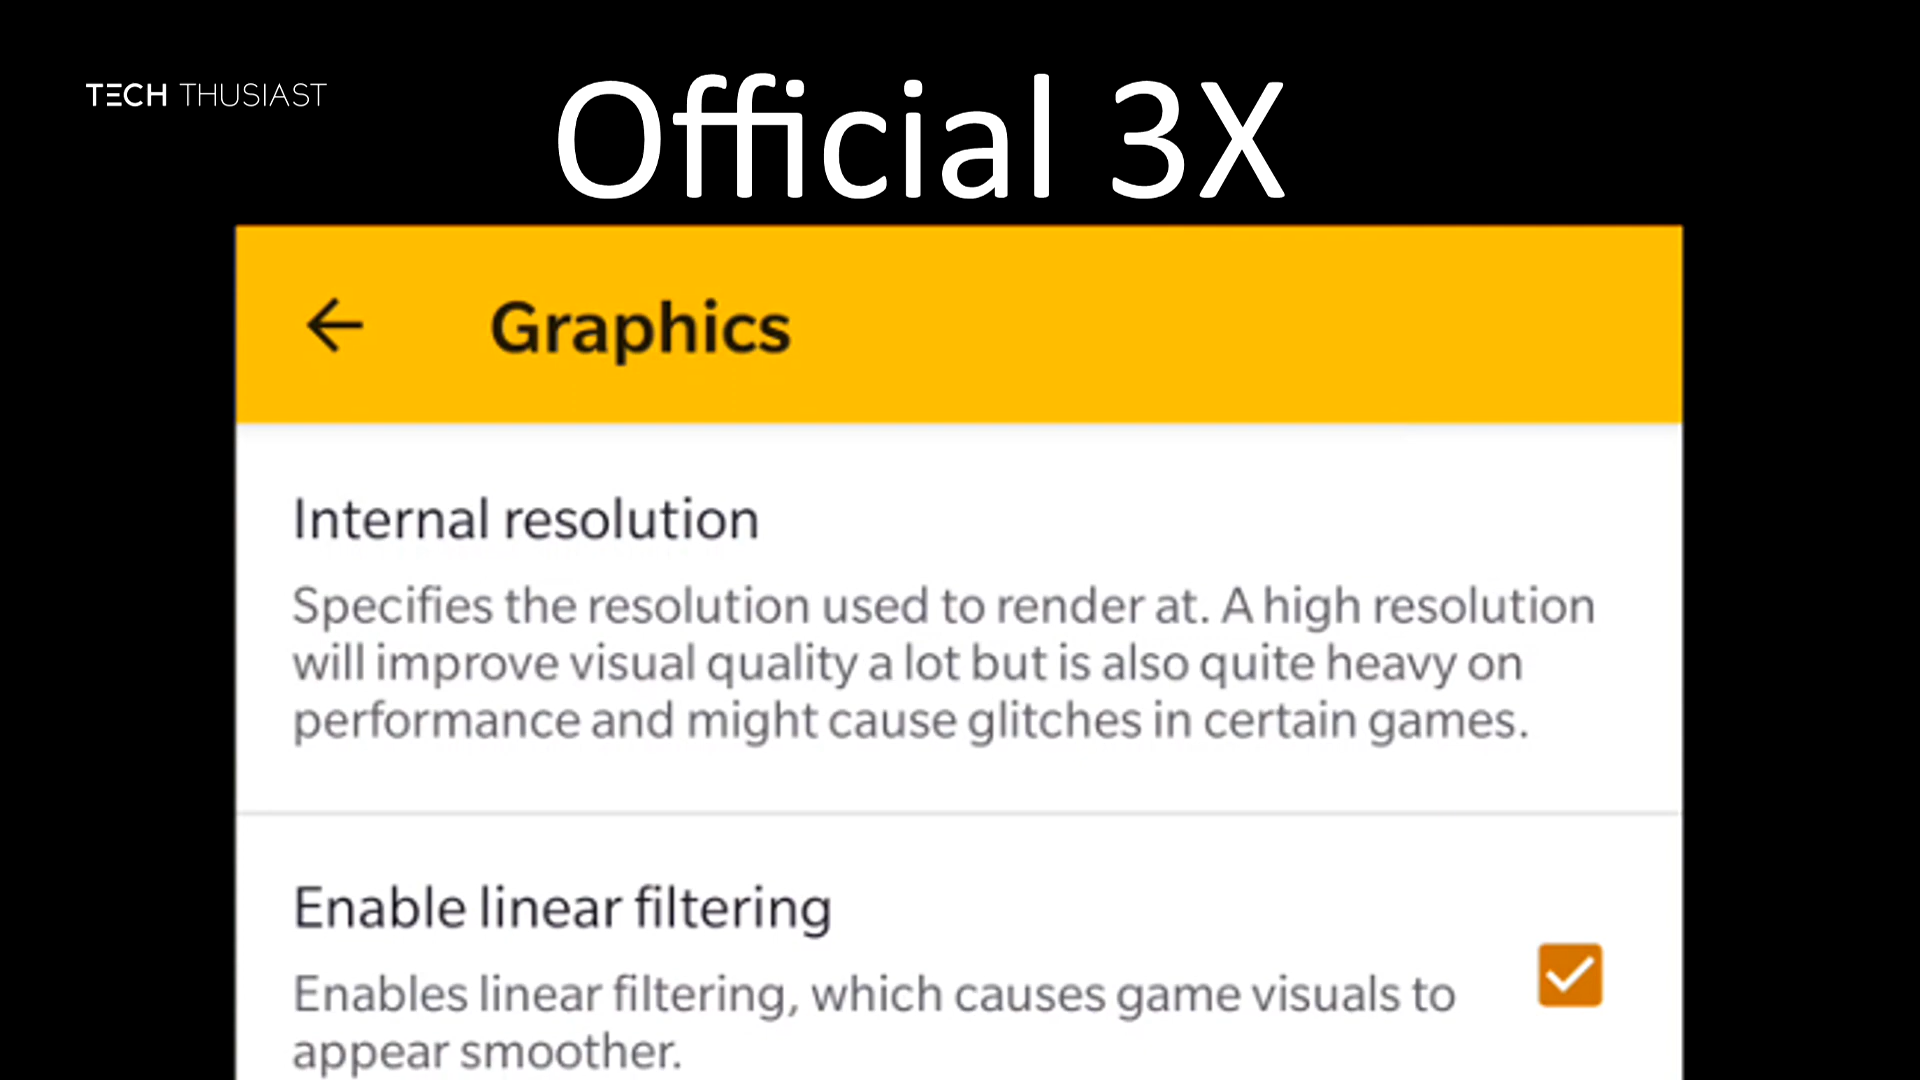 TECH THUSIAST
Official 3X
Graphics
Internal resolution
Specifies the resolution used to render at. A high resolution
will improve visual quality a lot but is also quite heavy on
performance and might cause glitches in certain games.
Enable linear filtering
Enables linear filtering, which causes game visuals to
appear smoother.